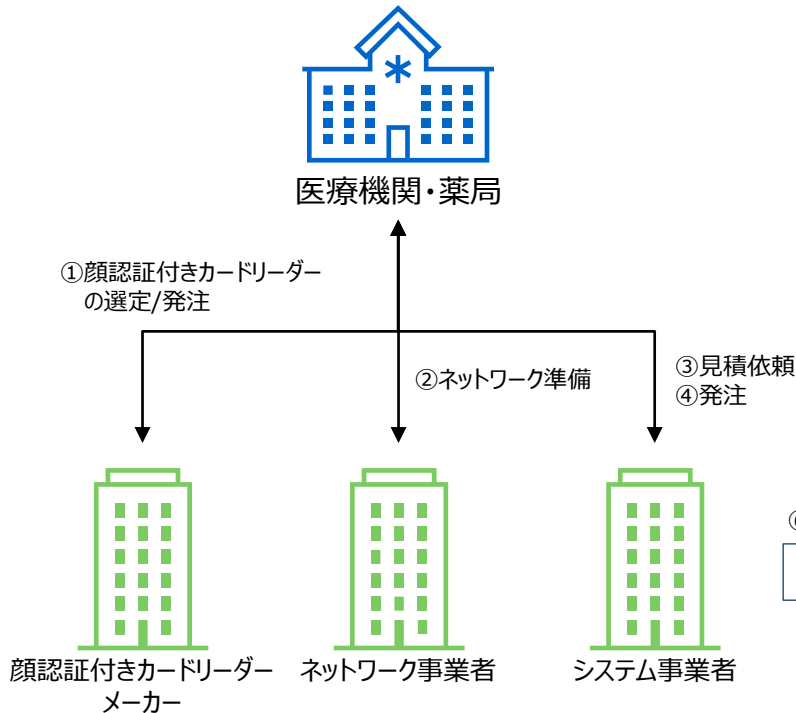 医療機関・薬局
①顔認証付きカードリーダー
の選定/発注
②ネットワーク準備
③見積依頼
④発注
顔認証付きカードリーダー
メーカー
ネットワーク事業者
システム事業者